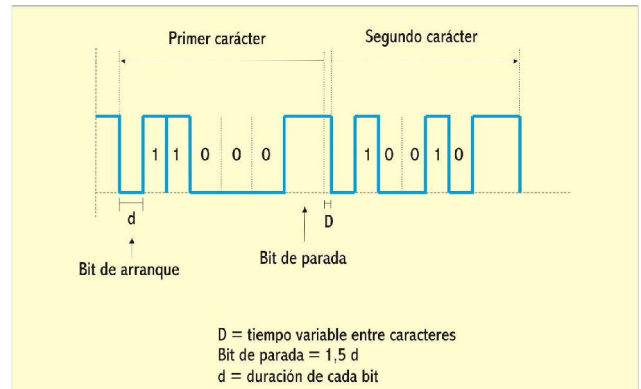 Primer carácter
Segundo carácter
1 1 0 0 0
1 0 0 1 0
d
D
Bit de arranque
Bit de parada
D = tiempo variable entre caracteres
Bit de parada = 1,5 d
d = duración de cada bit